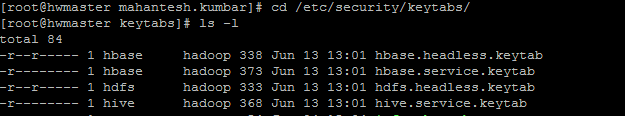 [root@hwmaster mahantesh.kumbar]# cd /etc/security/keytabs/
[root@hwmaster keytabs]# ls -l
total 84
-r--r----- 1 hbase hadoop 338 Jun 13 13:01 hbase.headless.keytab
-r-------- 1 hbase hadoop 373 Jun 13 13:01 hbase.service.keytab
-r-------- 1 hdfs hadoop 333 Jun 13 13:01 hdfs.headless.keytab
-r-------- 1 hive hadoop 368 Jun 13 13:01 hive.service.keytab